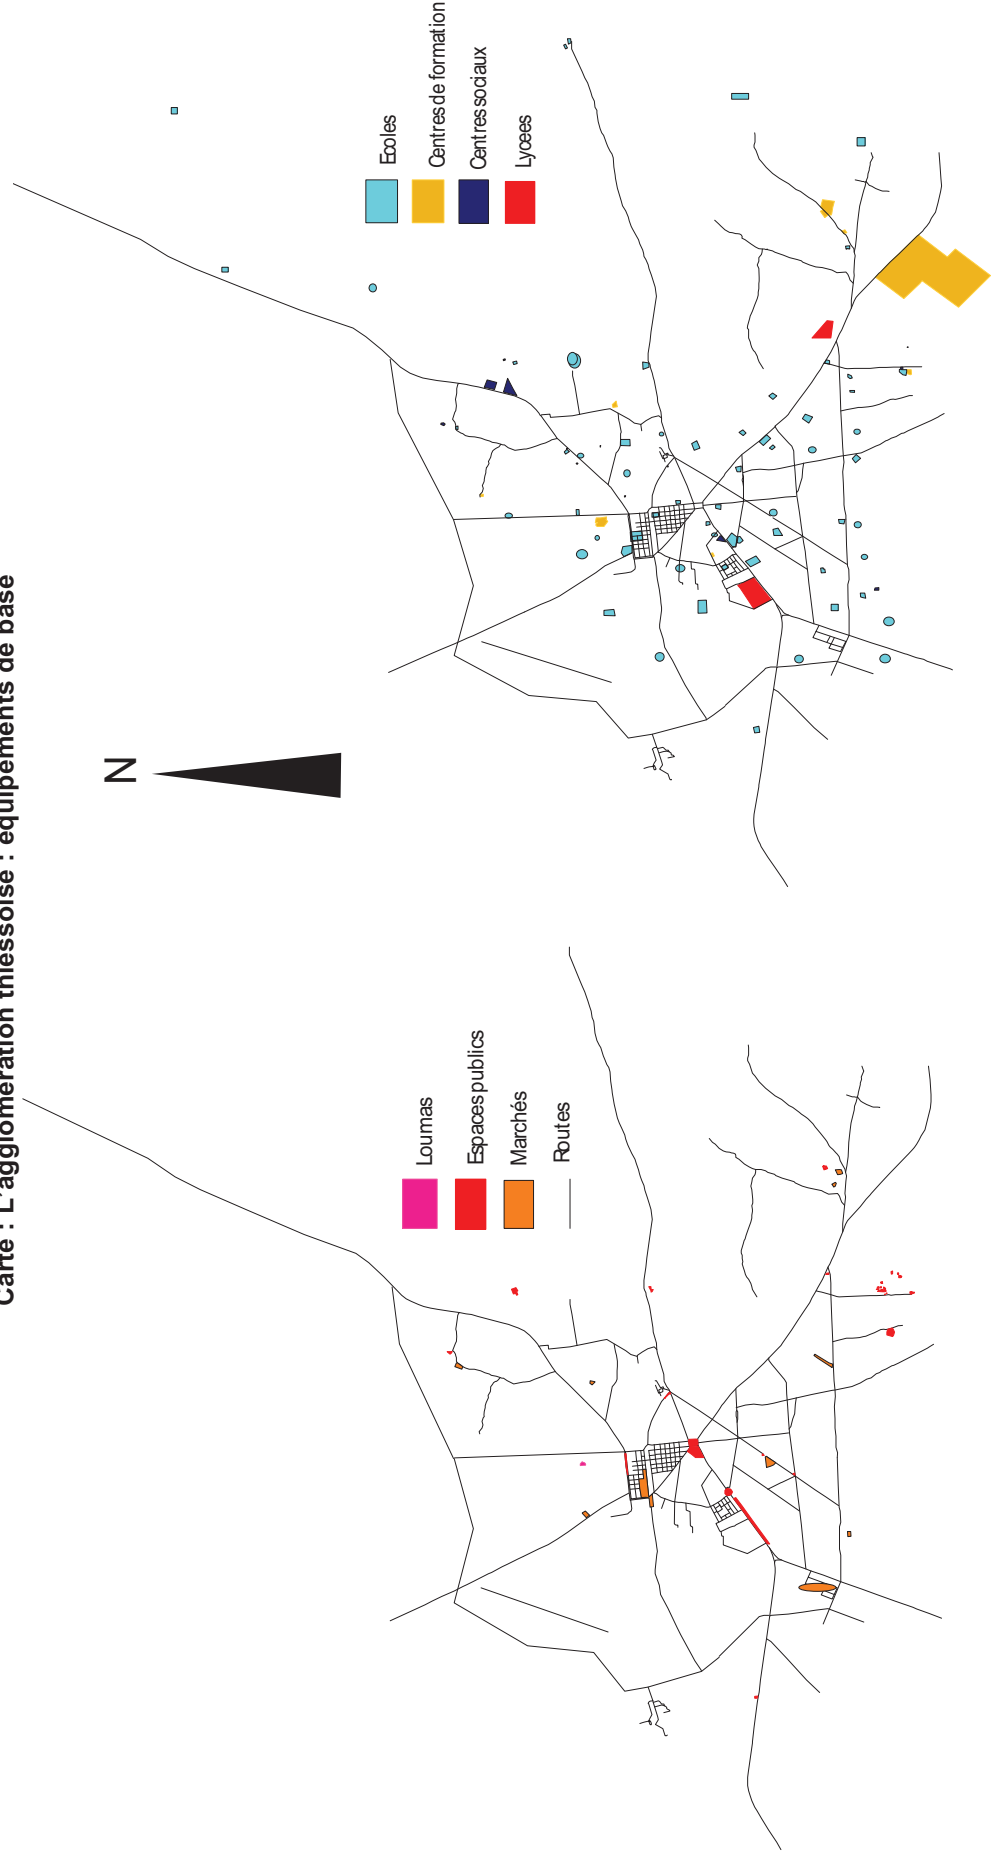 Carte : L'agglomération thiessoise : équipements de base
N
Ecoles
Centres de formation
Centres sociaux
Lycees
Loumas
Espaces publics
Marchés
Routes